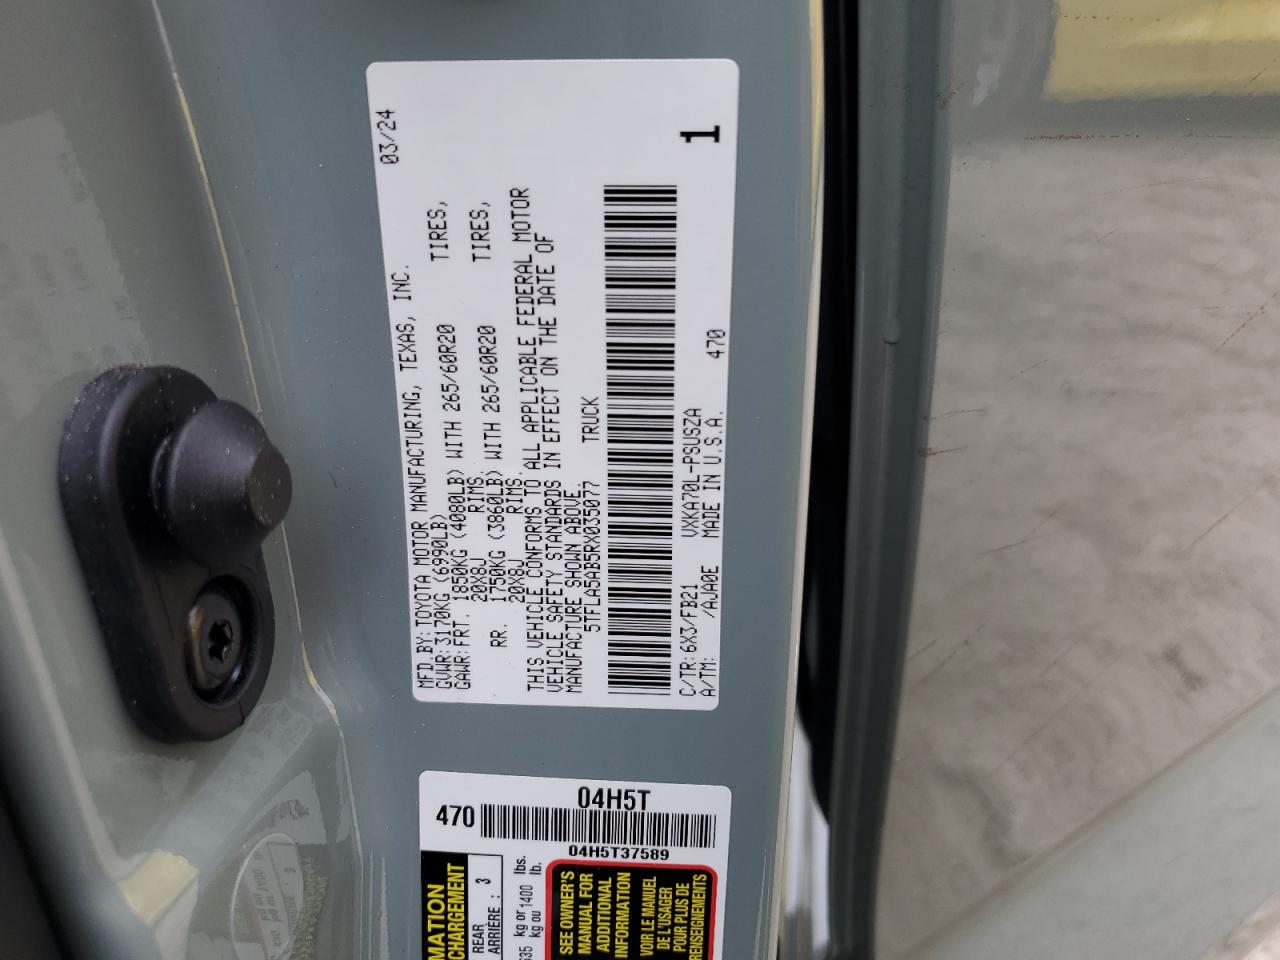 MFD.BY: TOYOTA MOTOR MANUFACTURING, TEXAS, INC. 03/24
GVWR: 3170KG (6990LB)
GAWR: FRT. 1850KG (4080LB) WITH 265/60R20 TIRES,
20X8J RIMS.
RR. 1750KG (3860LB) WITH 265/60R20 TIRES,
20X8J RIMS.
THIS VEHICLE CONFORMS TO ALL APPLICABLE FEDERAL MOTOR
VEHICLE SAFETY STANDARDS IN EFFECT ON THE DATE OF
MANUFACTURE SHOWN ABOVE.
5TFLA5AB5RX035077 TRUCK
C/TR: 6X3/FB21 VXKA70L-PSUSZA 470 1
A/TM: /AJA0E MADE IN U.S.A.
04H5T
470
04H5T37589
MATION
CHARGEMENT
REAR
ARRIÈRE : 3
635 kg or 1400 lbs.
kg ou lb.
SEE OWNER'S
MANUAL FOR
ADDITIONAL
INFORMATION
VOIR LE MANUEL
DE L'USAGER
POUR PLUS DE
RENSEIGNEMENTS